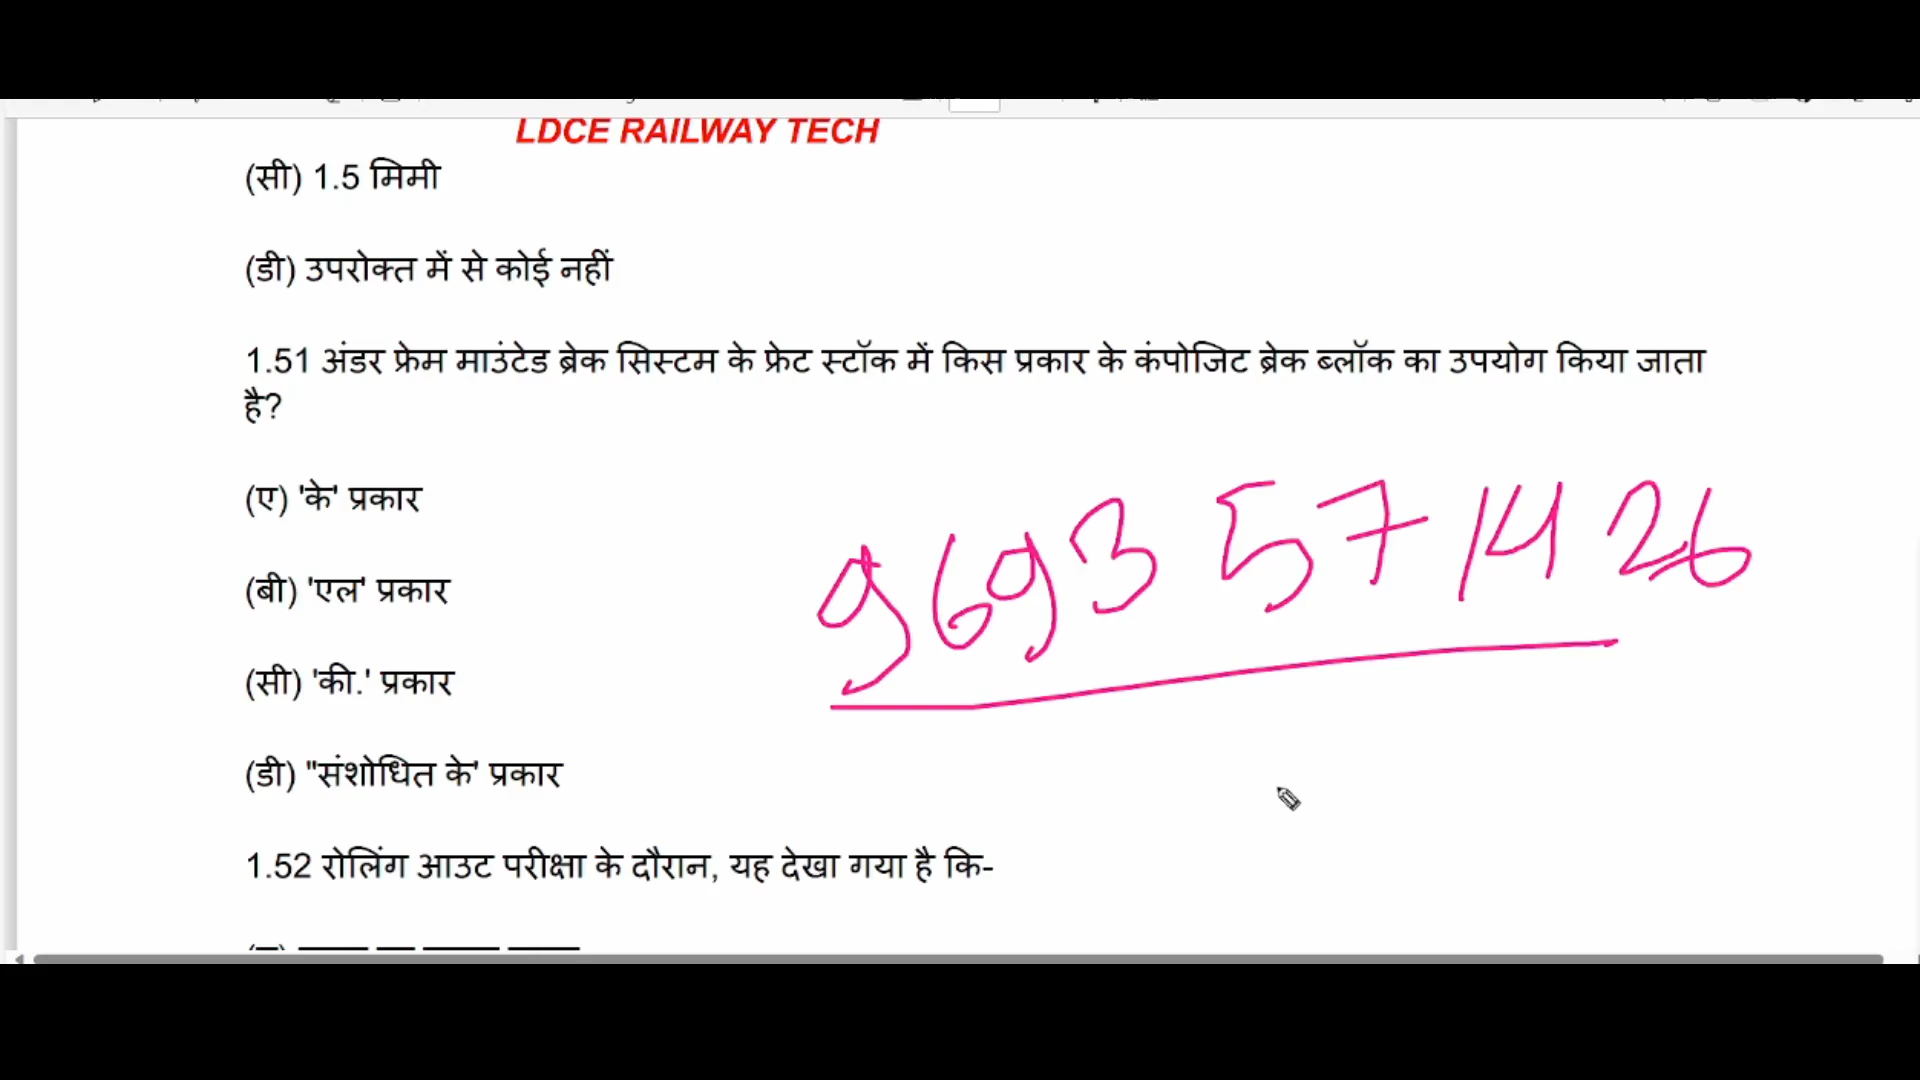 LDCE RAILWAY TECH
(सी) 1.5 मिमी
(डी) उपरोक्त में से कोई नहीं
1.51 अंडर फ्रेम माउंटेड ब्रेक सिस्टम के फ्रेट स्टॉक में किस प्रकार के कंपोजिट ब्रेक ब्लॉक का उपयोग किया जाता
है?
(ए) 'के' प्रकार
(बी) 'एल' प्रकार
9693571426
(सी) 'की.' प्रकार
(डी) "संशोधित के' प्रकार
1.52 रोलिंग आउट परीक्षा के दौरान, यह देखा गया है कि-